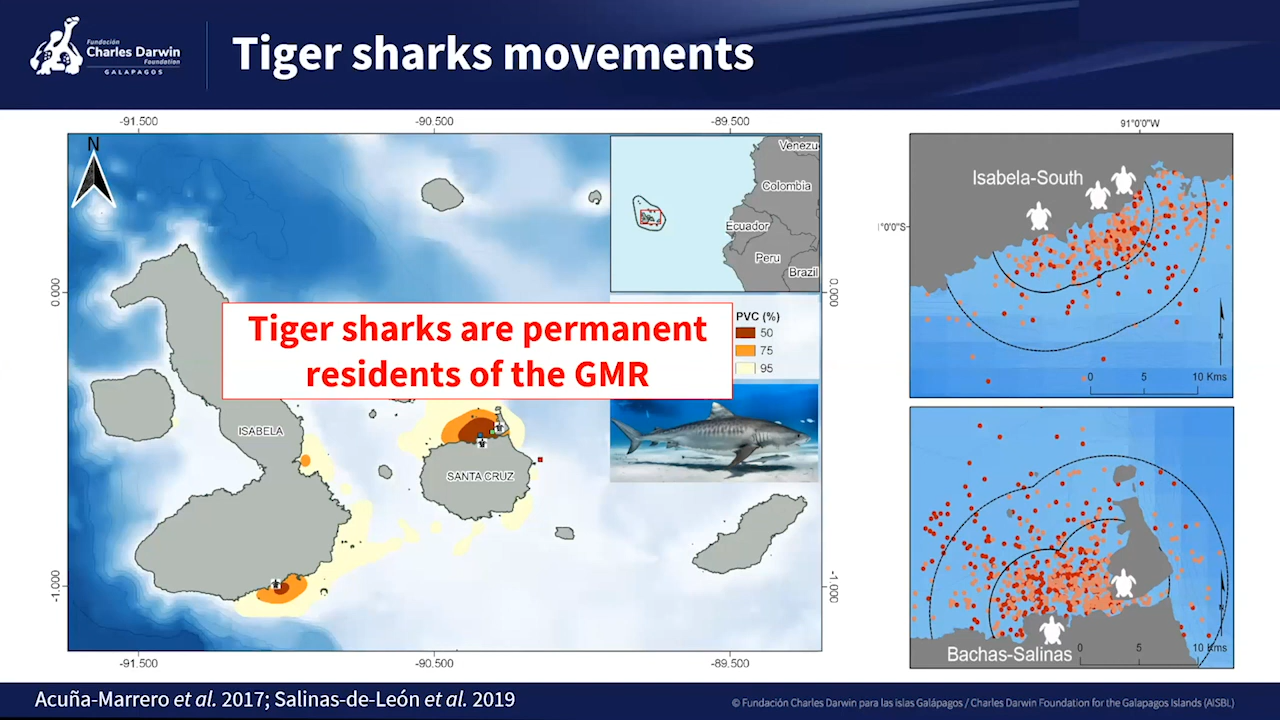 Fundación
Charles Darwin
Foundation
GALAPAGOS
Tiger sharks movements
-91.500
-90.500
-89.500
N
0.000
-1.000
Venezu
Colombia
Ecuador
Peru
Brazil
0.000
-1.000
PVC (%)
50
75
95
Tiger sharks are permanent
residents of the GMR
ISABELA
SANTA CRUZ
-91.500
-90.500
-89.500
91°0'0"W
1°0'0"S
Isabela-South
N
0 5 10 Kms
Bachas-Salinas
0 5 10 Kms
Acuña-Marrero et al. 2017; Salinas-de-León et al. 2019
© Fundación Charles Darwin para las islas Galápagos / Charles Darwin Foundation for the Galapagos Islands (AISBL)